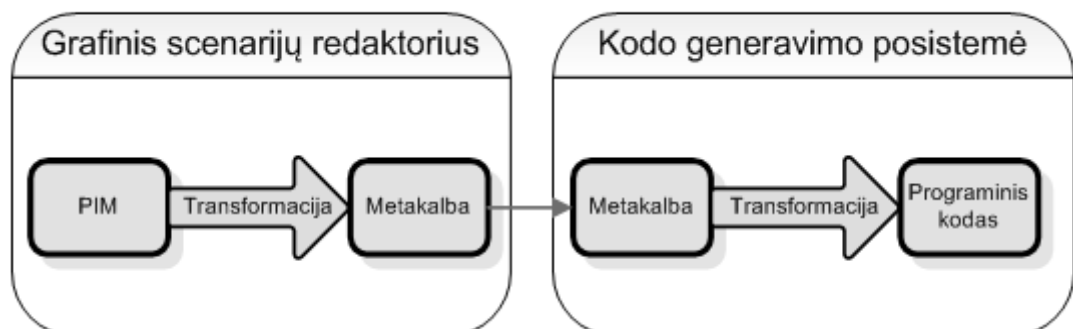 Grafinis scenarijų redaktorius
Kodo generavimo posistemė
PIM
Transformacija
Metakalba
Metakalba
Transformacija
Programinis
kodas